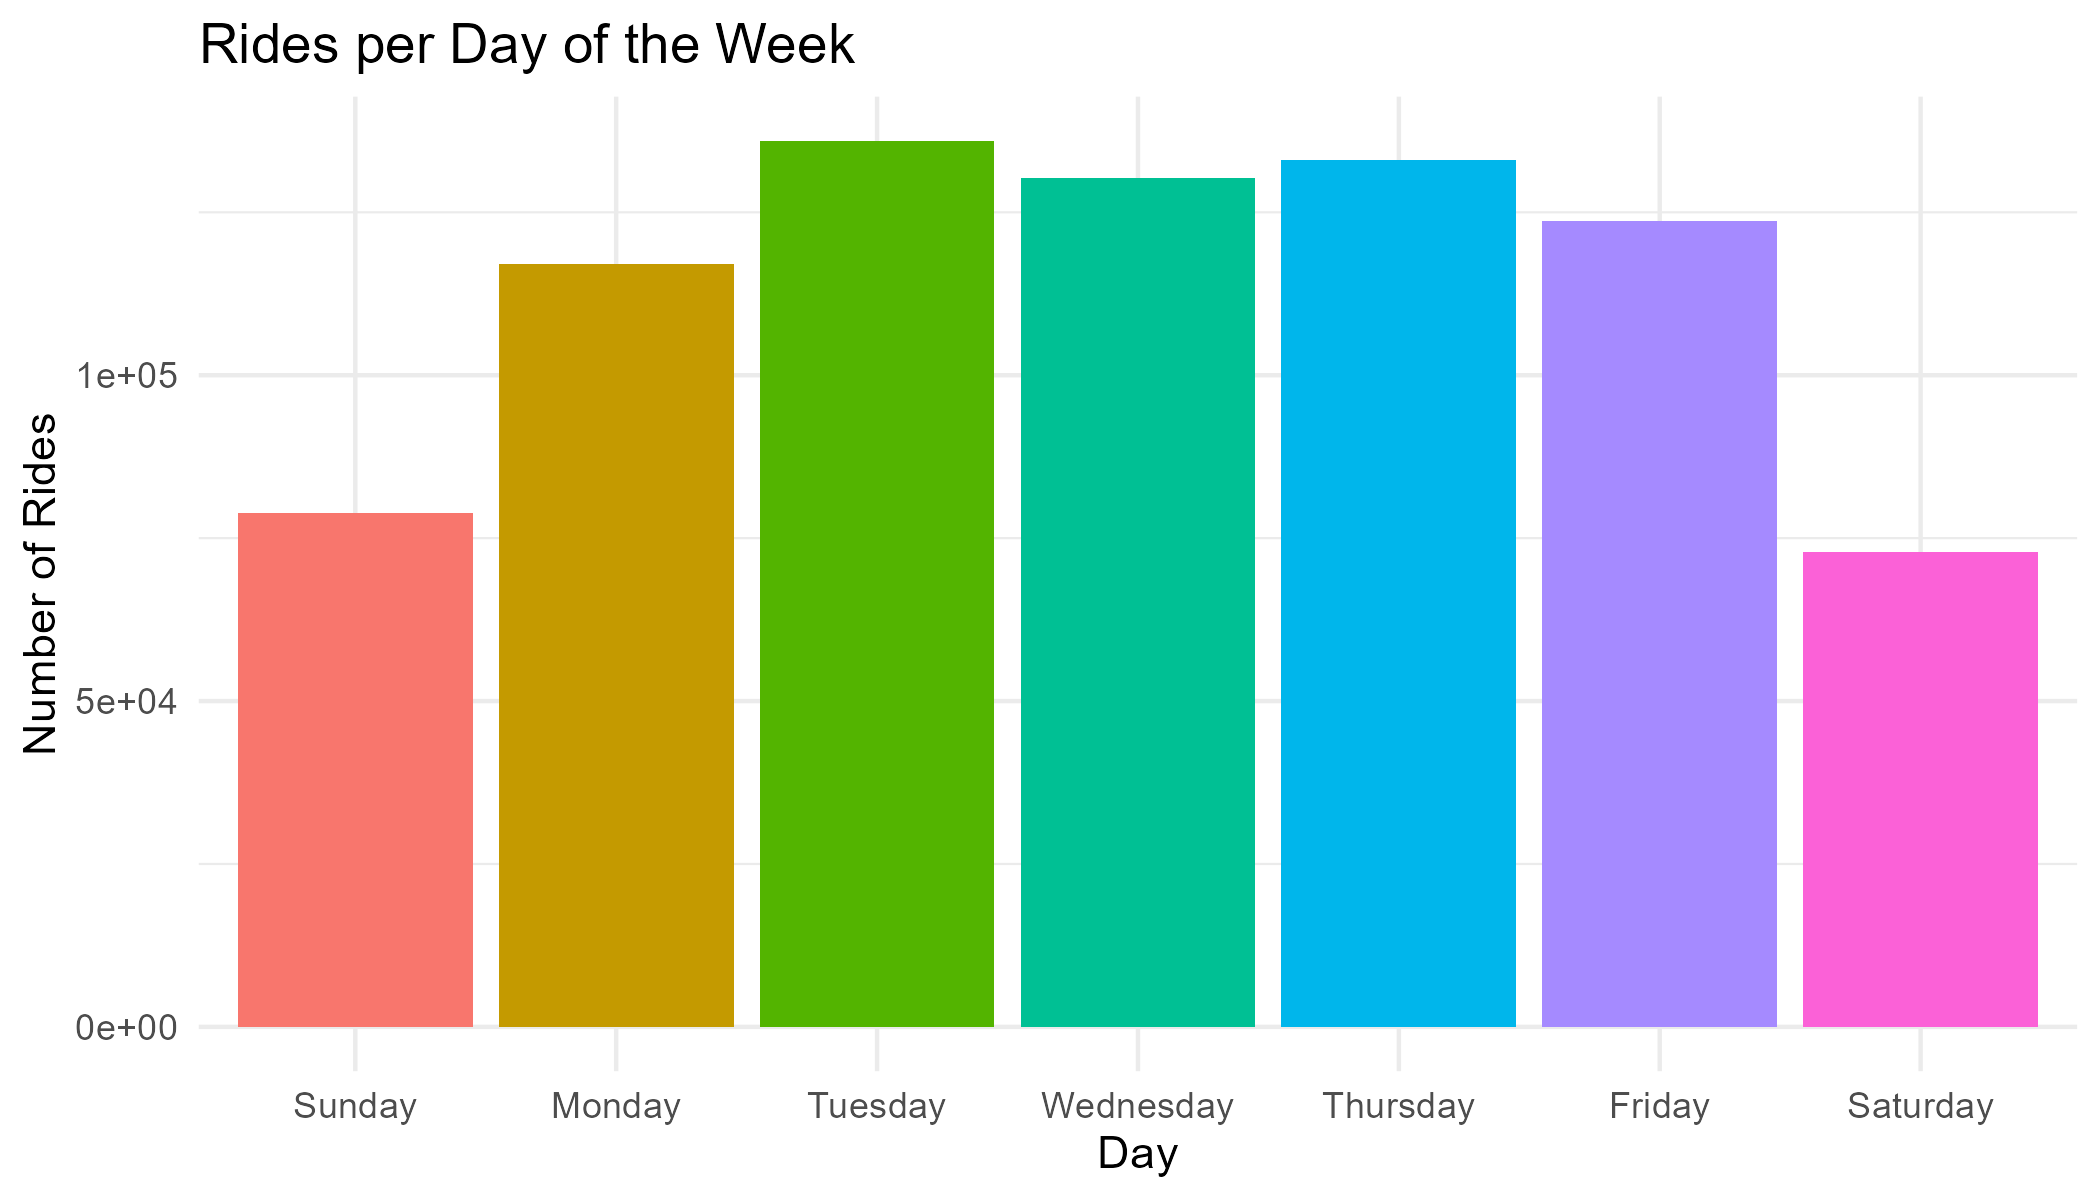 Rides per Day of the Week
Number of Rides
1e+05
5e+04
0e+00
Sunday Monday Tuesday Wednesday Thursday Friday Saturday
Day